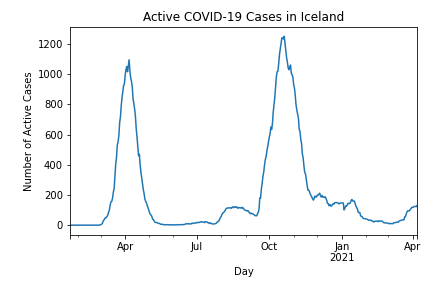 Active COVID-19 Cases in Iceland
Number of Active Cases
1200
1000
800
600
400
200
0
Apr
Jul
Oct
Jan
2021
Apr
Day